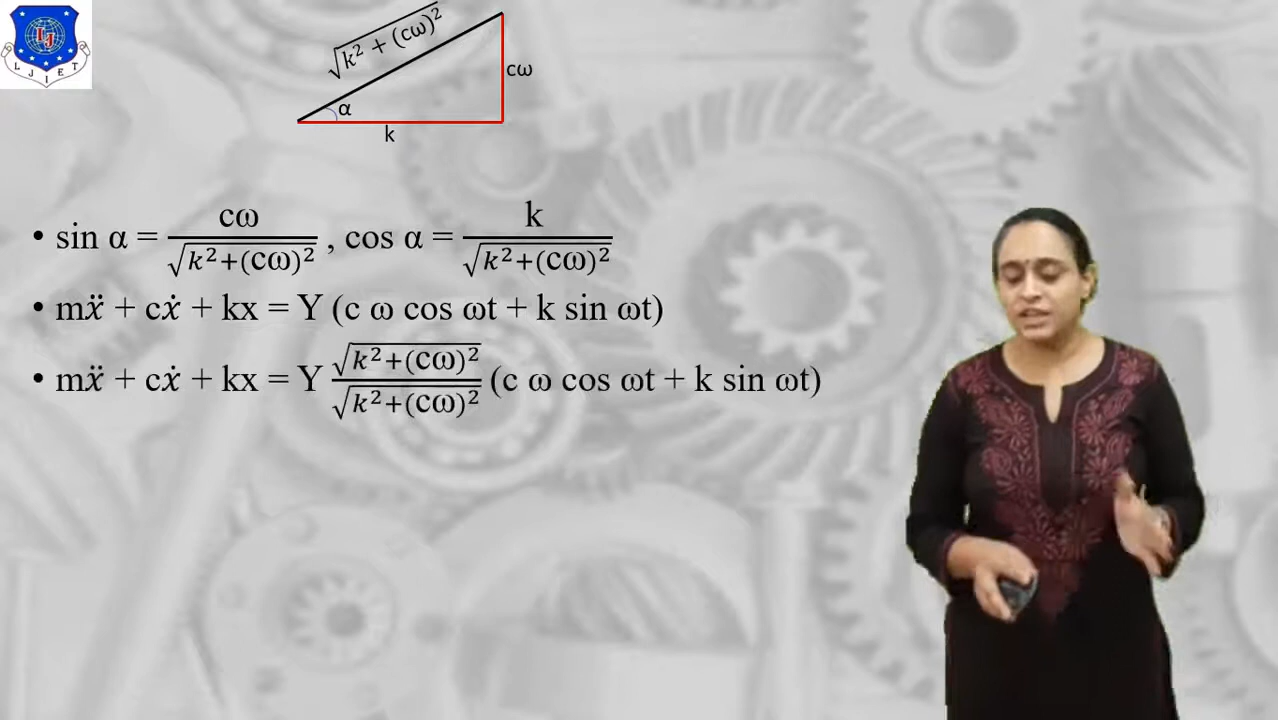 LJIET
√k² + (cω)²
cω
α
k
• sin α = cω/√k²+(cω)² , cos α = k/√k²+(cω)²
• mẍ + cẋ + kx = Y (c ω cos ωt + k sin ωt)
• mẍ + cẋ + kx = Y √k²+(cω)²/√k²+(cω)² (c ω cos ωt + k sin ωt)